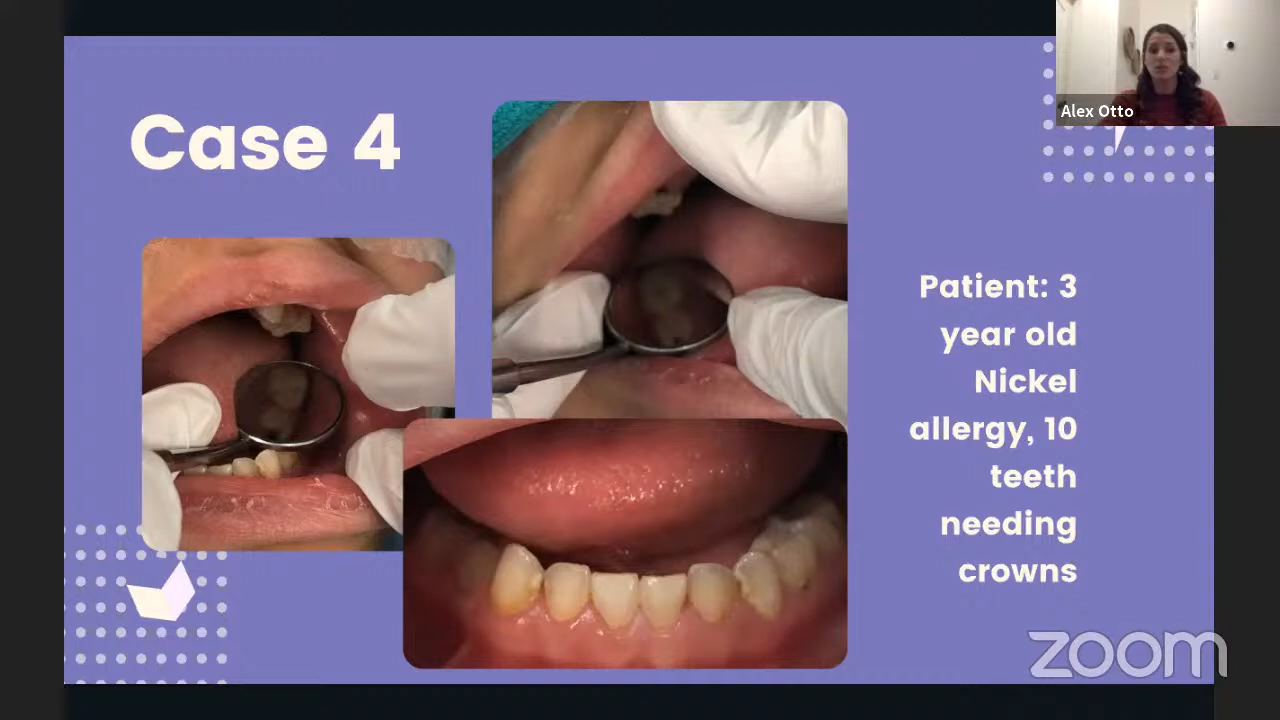 Case 4
Alex Otto
Patient: 3
year old
Nickel
allergy, 10
teeth
needing
crowns
zoom